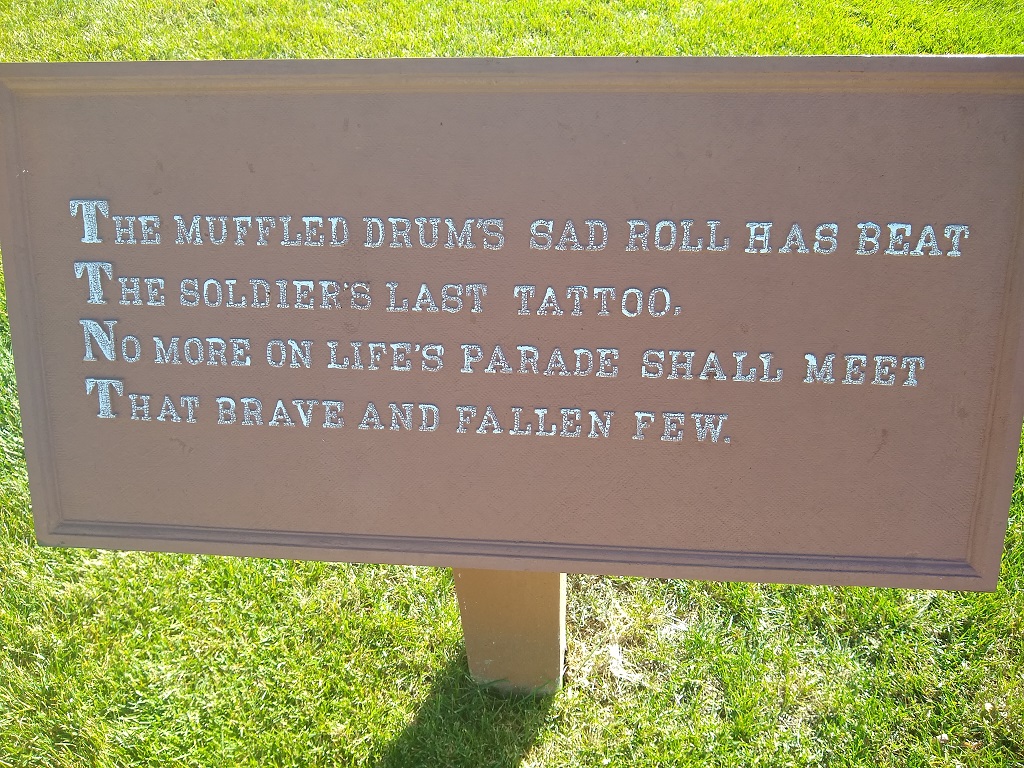 THE MUFFLED DRUM'S SAD ROLL HAS BEAT
THE SOLDIER'S LAST TATTOO,
NO MORE ON LIFE'S PARADE SHALL MEET
THAT BRAVE AND FALLEN FEW.